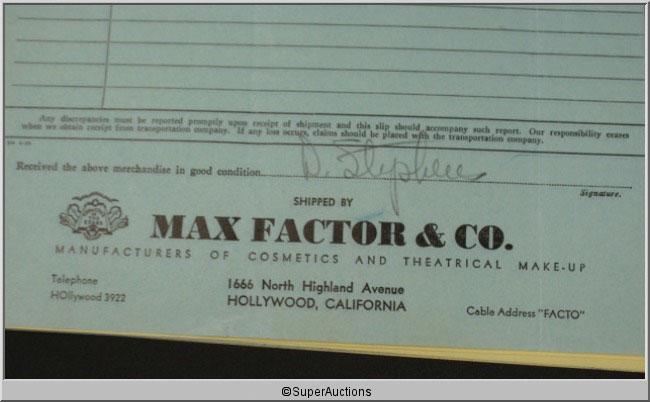 Any discrepancies must be reported promptly upon receipt of shipment and this slip should accompany such report. Our responsibility ceases
when we obtain receipt from transportation company. If any loss occurs, claims should be placed with the transportation company.
Received the above merchandise in good condition
D. Stephens
Signature.
SHIPPED BY
MAX FACTOR & CO.
MANUFACTURERS OF COSMETICS AND THEATRICAL MAKE-UP
Telephone
HOllywood 3922
1666 North Highland Avenue
HOLLYWOOD, CALIFORNIA
Cable Address "FACTO"
©SuperAuctions